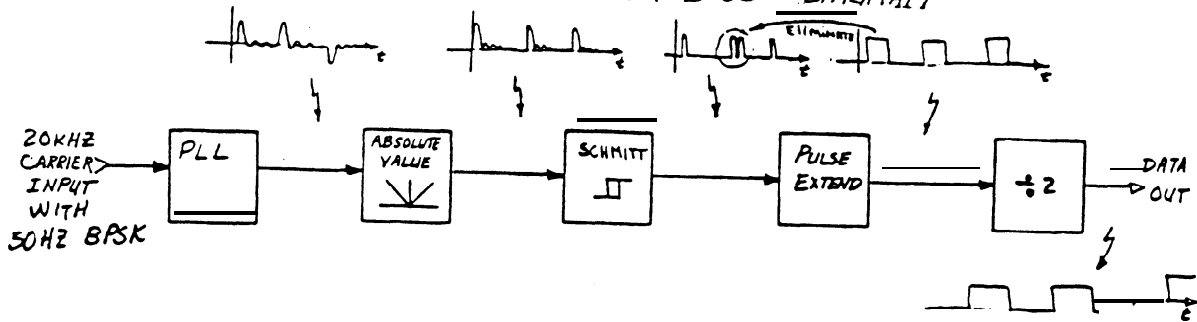 ELIMINATE
t
t
t
t
20KHZ
CARRIER
INPUT
WITH
50HZ BPSK
PLL
ABSOLUTE
VALUE
SCHMITT
PULSE
EXTEND
÷2
DATA
OUT
t